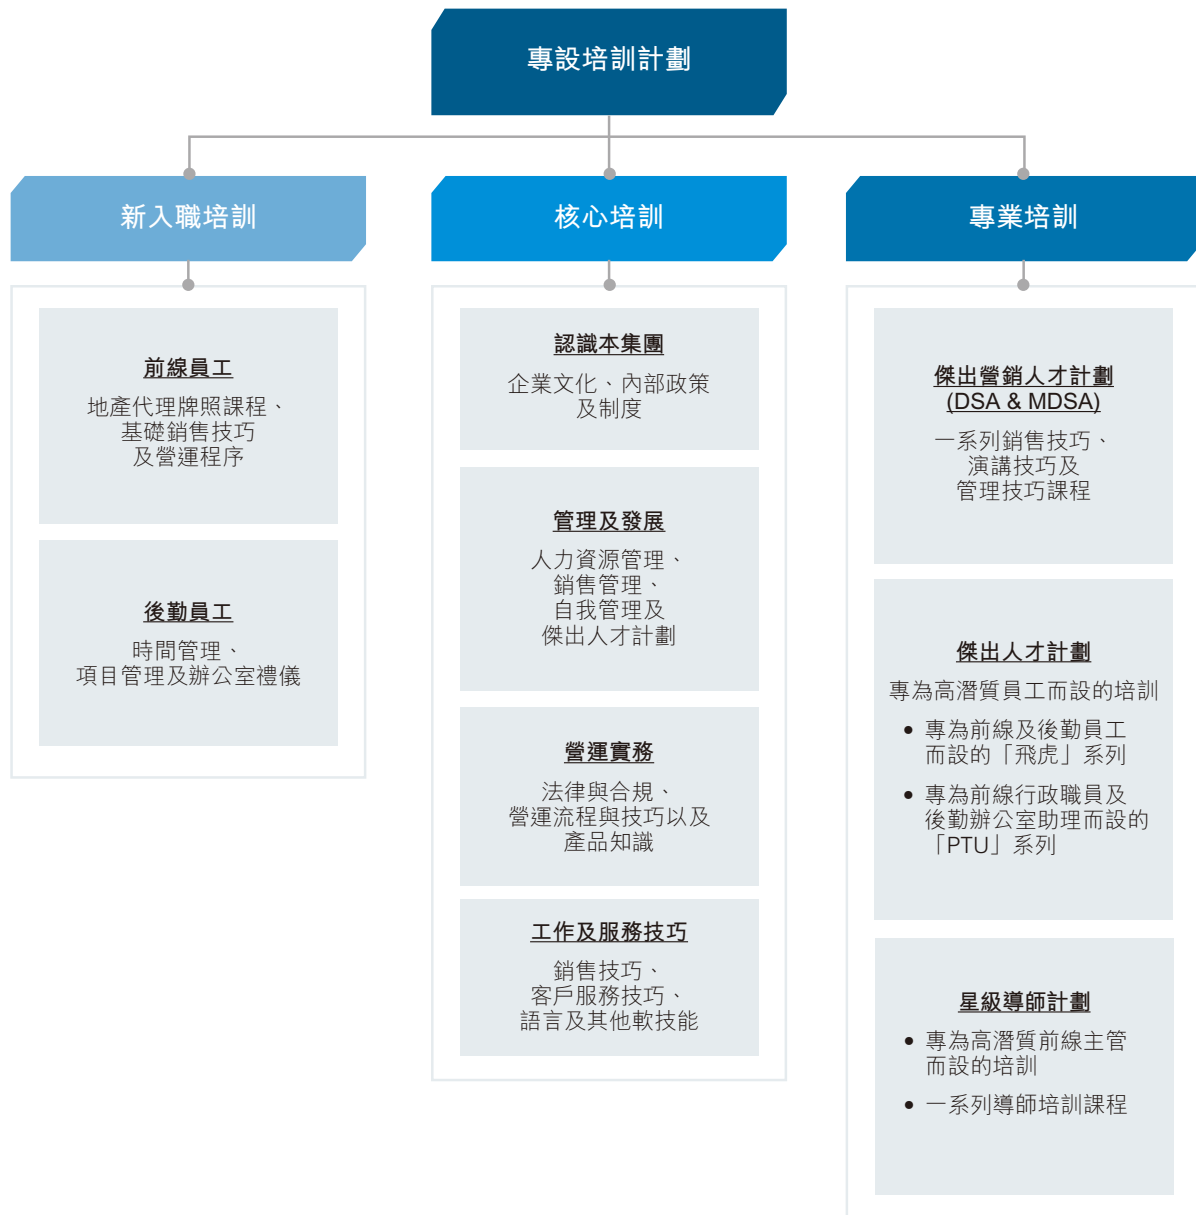 專設培訓計劃
新入職培訓
前線員工
地產代理牌照課程、
基礎銷售技巧
及營運程序
後勤員工
時間管理、
項目管理及辦公室禮儀
核心培訓
認識本集團
企業文化、內部政策
及制度
管理及發展
人力資源管理、
銷售管理、
自我管理及
傑出人才計劃
營運實務
法律與合規、
營運流程與技巧以及
產品知識
工作及服務技巧
銷售技巧、
客戶服務技巧、
語言及其他軟技能
專業培訓
傑出營銷人才計劃
(DSA & MDSA)
一系列銷售技巧、
演講技巧及
管理技巧課程
傑出人才計劃
專為高潛質員工而設的培訓
• 專為前線及後勤員工
而設的「飛虎」系列
• 專為前線行政職員及
後勤辦公室助理而設的
「PTU」系列
星級導師計劃
• 專為高潛質前線主管
而設的培訓
• 一系列導師培訓課程